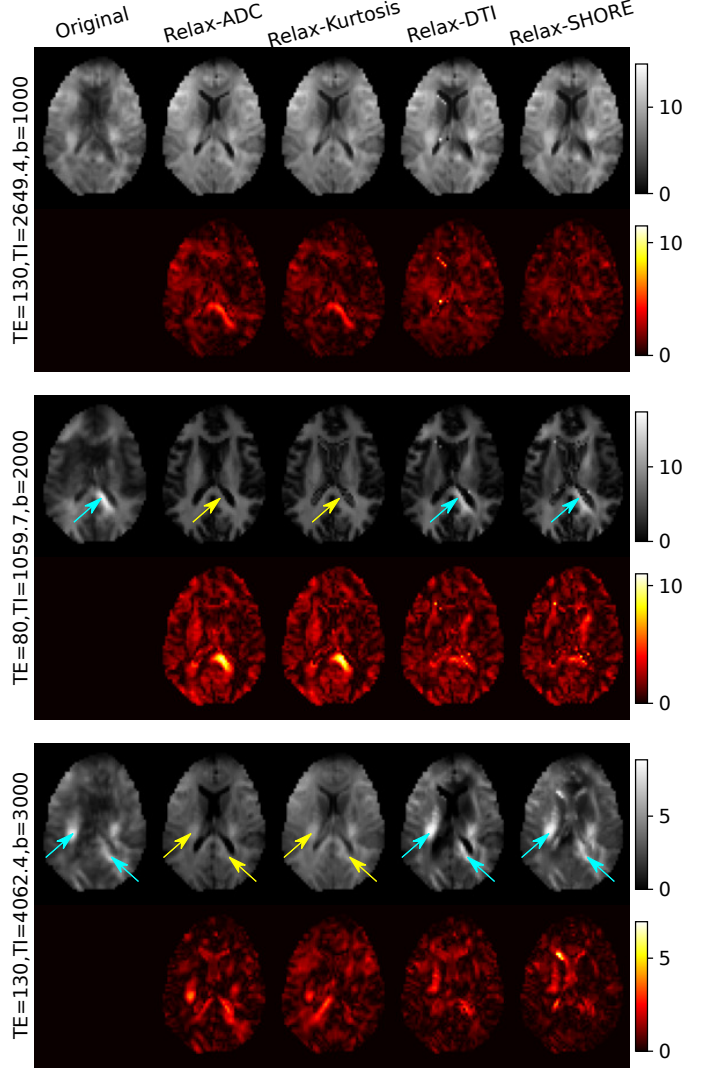 Original
Relax-ADC
Relax-Kurtosis
Relax-DTI
Relax-SHORE
TE=130,TI=2649.4,b=1000
10
0
10
0
TE=80,TI=1059.7,b=2000
10
0
10
0
TE=130,TI=4062.4,b=3000
5
0
5
0